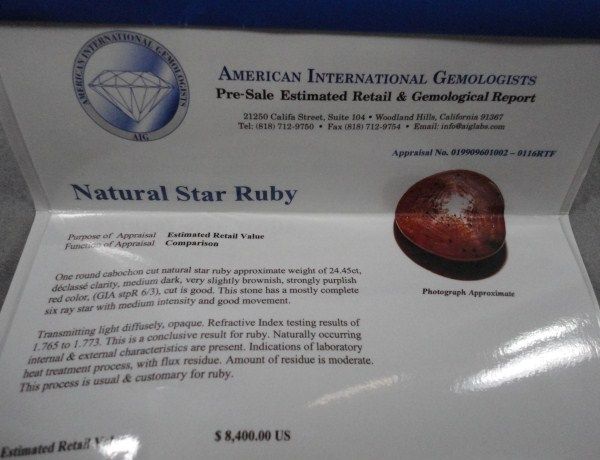 AMERICAN INTERNATIONAL GEMOLOGISTS
AIG
AMERICAN INTERNATIONAL GEMOLOGISTS
Pre-Sale Estimated Retail & Gemological Report
21250 Califa Street, Suite 104 • Woodland Hills, California 91367
Tel: (818) 712-9750 • Fax (818) 712-9754 • Email: info@aiglabs.com
Appraisal No. 019909601002 – 0116RTF
Natural Star Ruby
Purpose of Appraisal Estimated Retail Value
Function of Appraisal Comparison
Photograph Approximate
One round cabochon cut natural star ruby approximate weight of 24.45ct,
déclassé clarity, medium dark, very slightly brownish, strongly purplish
red color, (GIA stpR 6/3), cut is good. This stone has a mostly complete
six ray star with medium intensity and good movement.
Transmitting light diffusely, opaque. Refractive Index testing results of
1.765 to 1.773. This is a conclusive result for ruby. Naturally occurring
internal & external characteristics are present. Indications of laboratory
heat treatment process, with flux residue. Amount of residue is moderate.
This process is usual & customary for ruby.
Estimated Retail Value $ 8,400.00 US